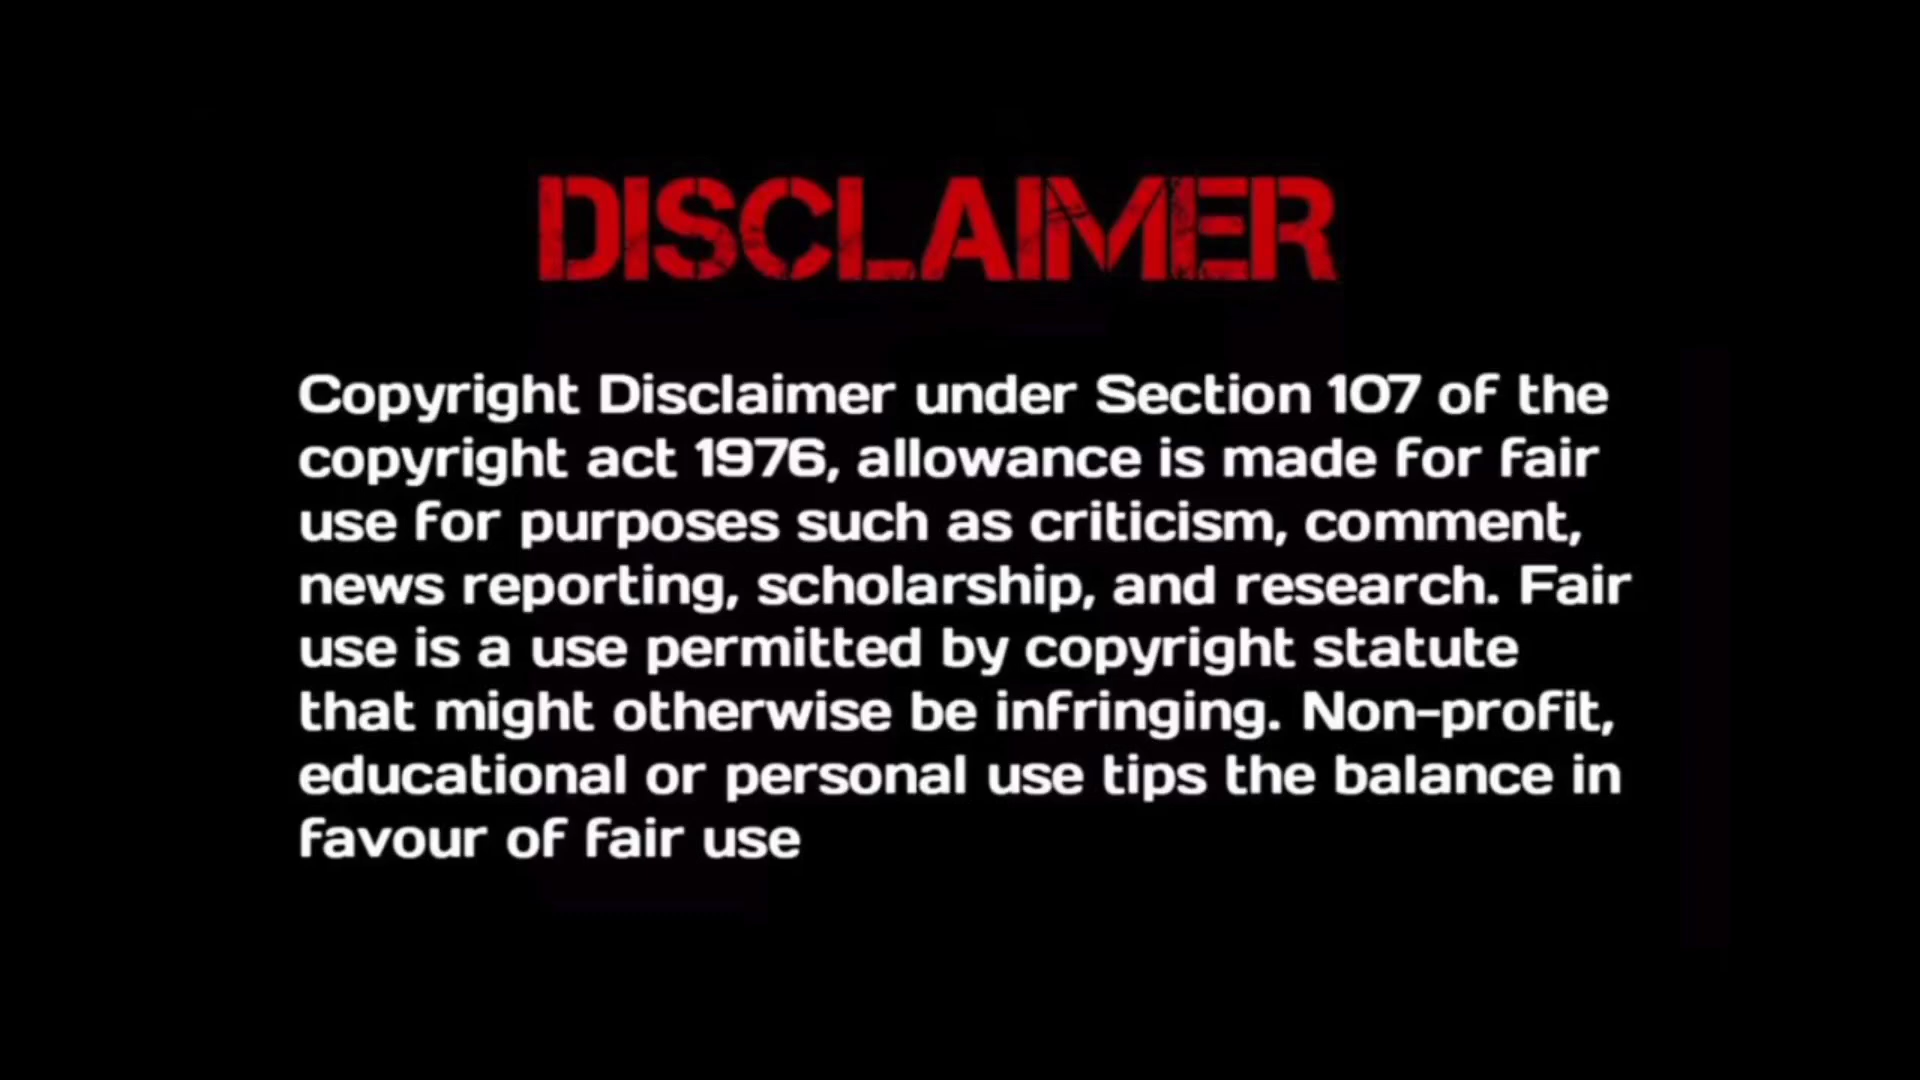 DISCLAIMER
Copyright Disclaimer under Section 107 of the
copyright act 1976, allowance is made for fair
use for purposes such as criticism, comment,
news reporting, scholarship, and research. Fair
use is a use permitted by copyright statute
that might otherwise be infringing. Non-profit,
educational or personal use tips the balance in
favour of fair use